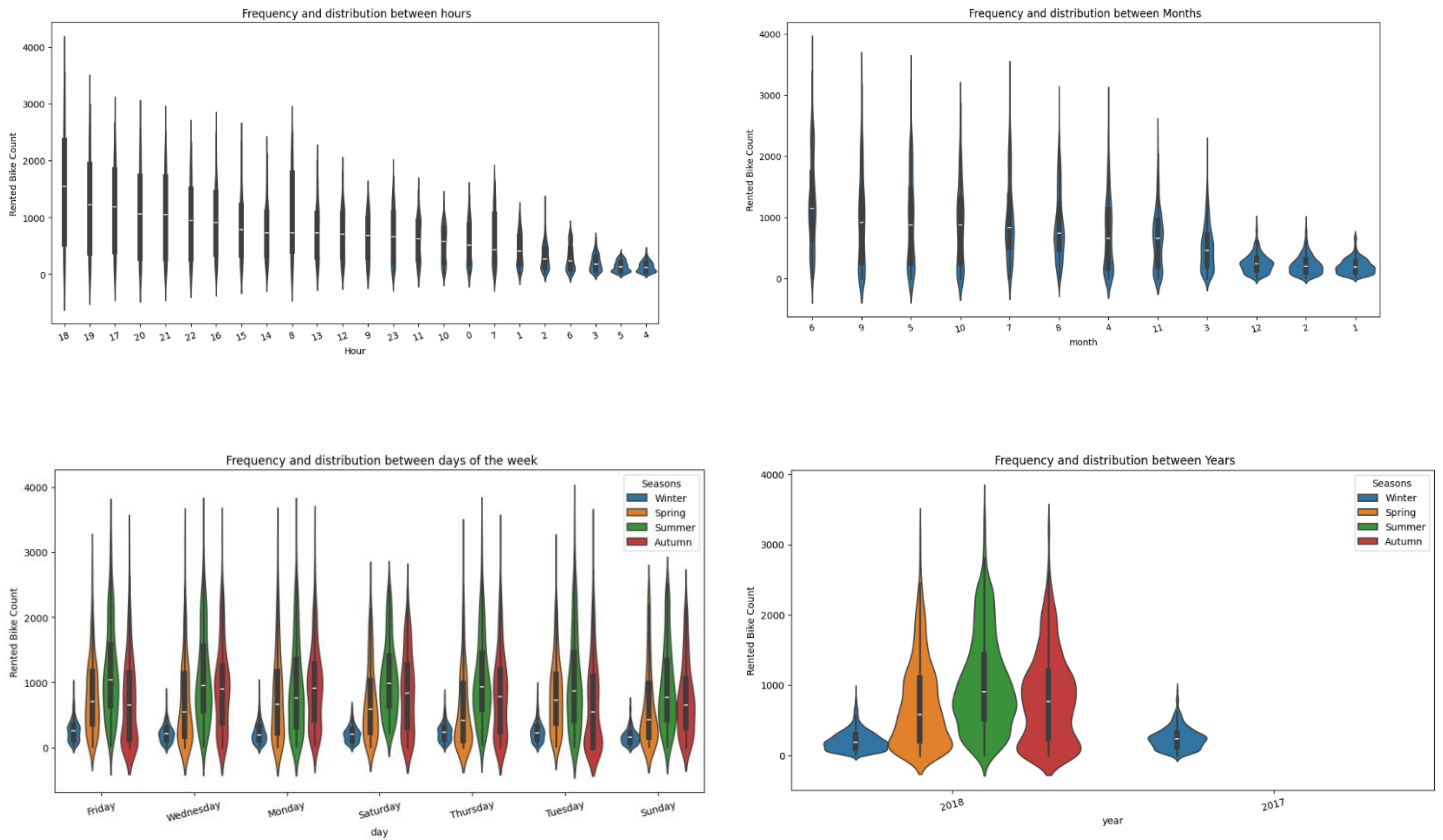 Frequency and distribution between hours
Rented Bike Count
4000
3000
2000
1000
0
18 19 17 20 21 22 16 15 14 8 13 12 9 23 11 10 0 7 1 2 6 3 5 4
Hour
Frequency and distribution between Months
Rented Bike Count
4000
3000
2000
1000
0
6 9 5 10 7 8 4 11 3 12 2 1
month
Frequency and distribution between days of the week
Rented Bike Count
4000
3000
2000
1000
0
Seasons
Winter
Spring
Summer
Autumn
Friday Wednesday Monday Saturday Thursday Tuesday Sunday
day
Frequency and distribution between Years
Rented Bike Count
4000
3000
2000
1000
0
Seasons
Winter
Spring
Summer
Autumn
2018 2017
year